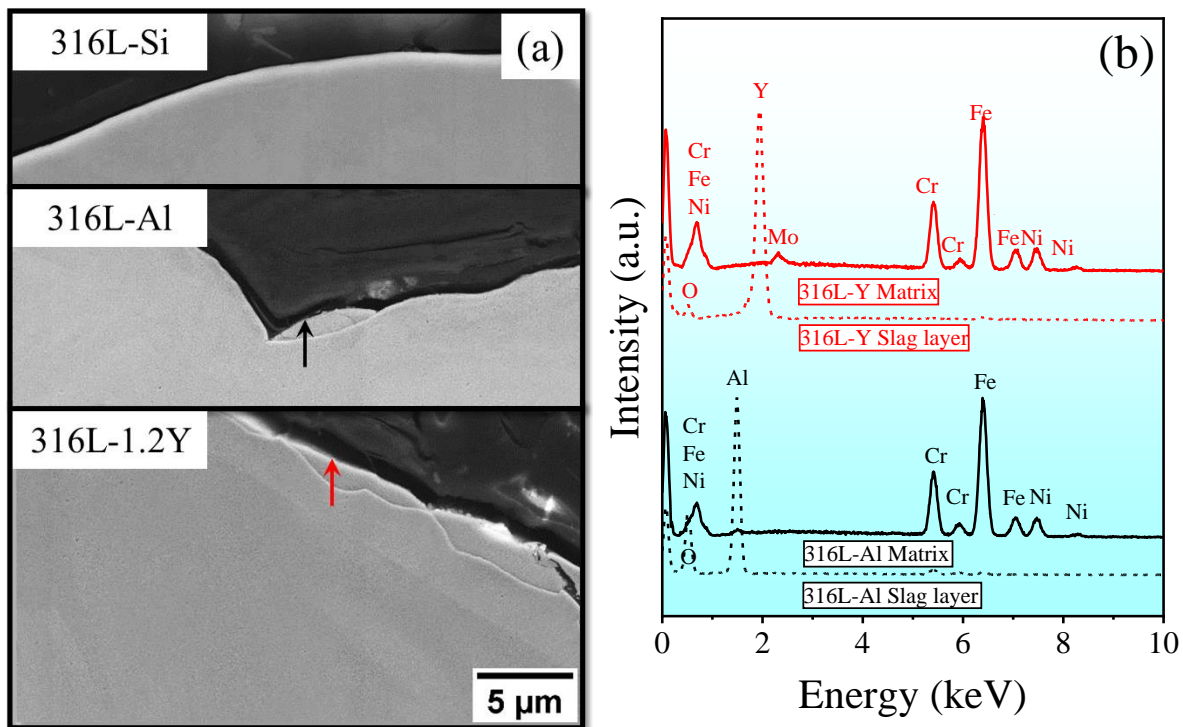 316L-Si
(a)
316L-Al
316L-1.2Y
5 μm
(b)
Y
Fe
Cr
Fe
Ni
Mo
Cr
Cr
Fe
Ni
Ni
O
316L-Y Matrix
316L-Y Slag layer
Al
Fe
Cr
Fe
Ni
Cr
Cr
Fe
Ni
Ni
O
316L-Al Matrix
316L-Al Slag layer
Intensity (a.u.)
0 2 4 6 8 10
Energy (keV)